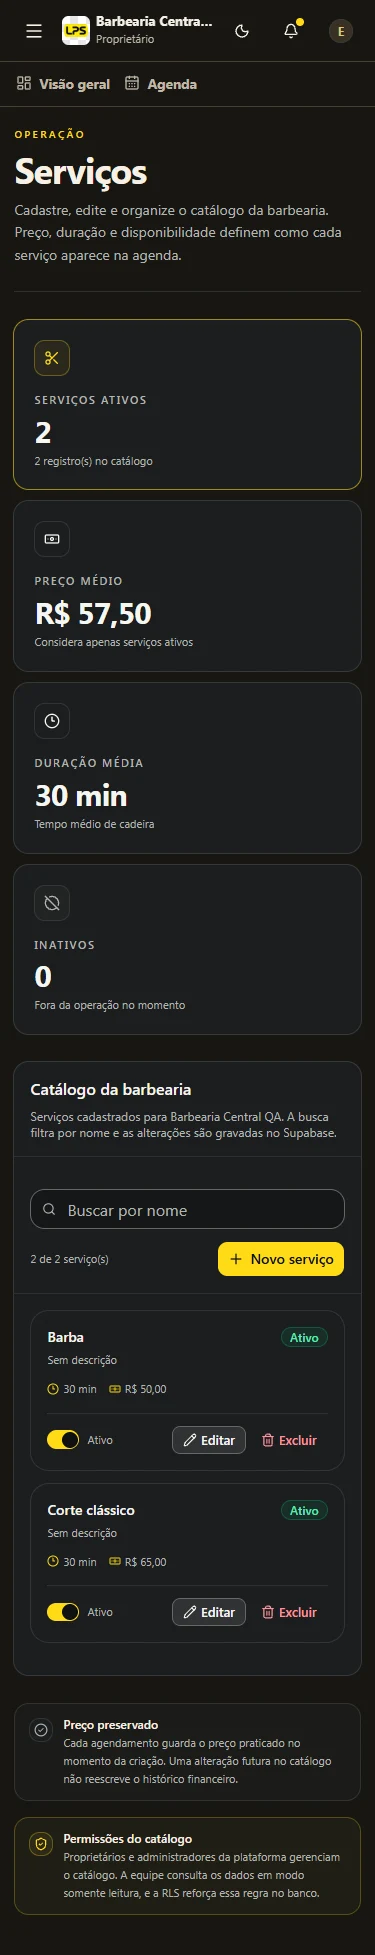 LPS
Barbearia Centra...
Proprietário
E
Visão geral
Agenda
OPERAÇÃO
Serviços
Cadastre, edite e organize o catálogo da barbearia.
Preço, duração e disponibilidade definem como cada
serviço aparece na agenda.
SERVIÇOS ATIVOS
2
2 registro(s) no catálogo
PREÇO MÉDIO
R$ 57,50
Considera apenas serviços ativos
DURAÇÃO MÉDIA
30 min
Tempo médio de cadeira
INATIVOS
0
Fora da operação no momento
Catálogo da barbearia
Serviços cadastrados para Barbearia Central QA. A busca
filtra por nome e as alterações são gravadas no Supabase.
Buscar por nome
2 de 2 serviço(s)
Novo serviço
Barba
Ativo
Sem descrição
30 min
R$ 50,00
Ativo
Editar
Excluir
Corte clássico
Ativo
Sem descrição
30 min
R$ 65,00
Ativo
Editar
Excluir
Preço preservado
Cada agendamento guarda o preço praticado no
momento da criação. Uma alteração futura no catálogo
não reescreve o histórico financeiro.
Permissões do catálogo
Proprietários e administradores da plataforma gerenciam
o catálogo. A equipe consulta os dados em modo
somente leitura, e a RLS reforça essa regra no banco.